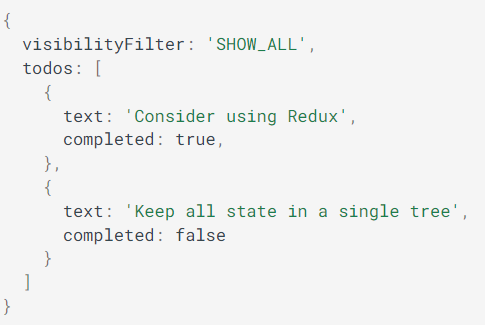 {
  visibilityFilter: 'SHOW_ALL',
  todos: [
    {
      text: 'Consider using Redux',
      completed: true,
    },
    {
      text: 'Keep all state in a single tree',
      completed: false
    }
  ]
}